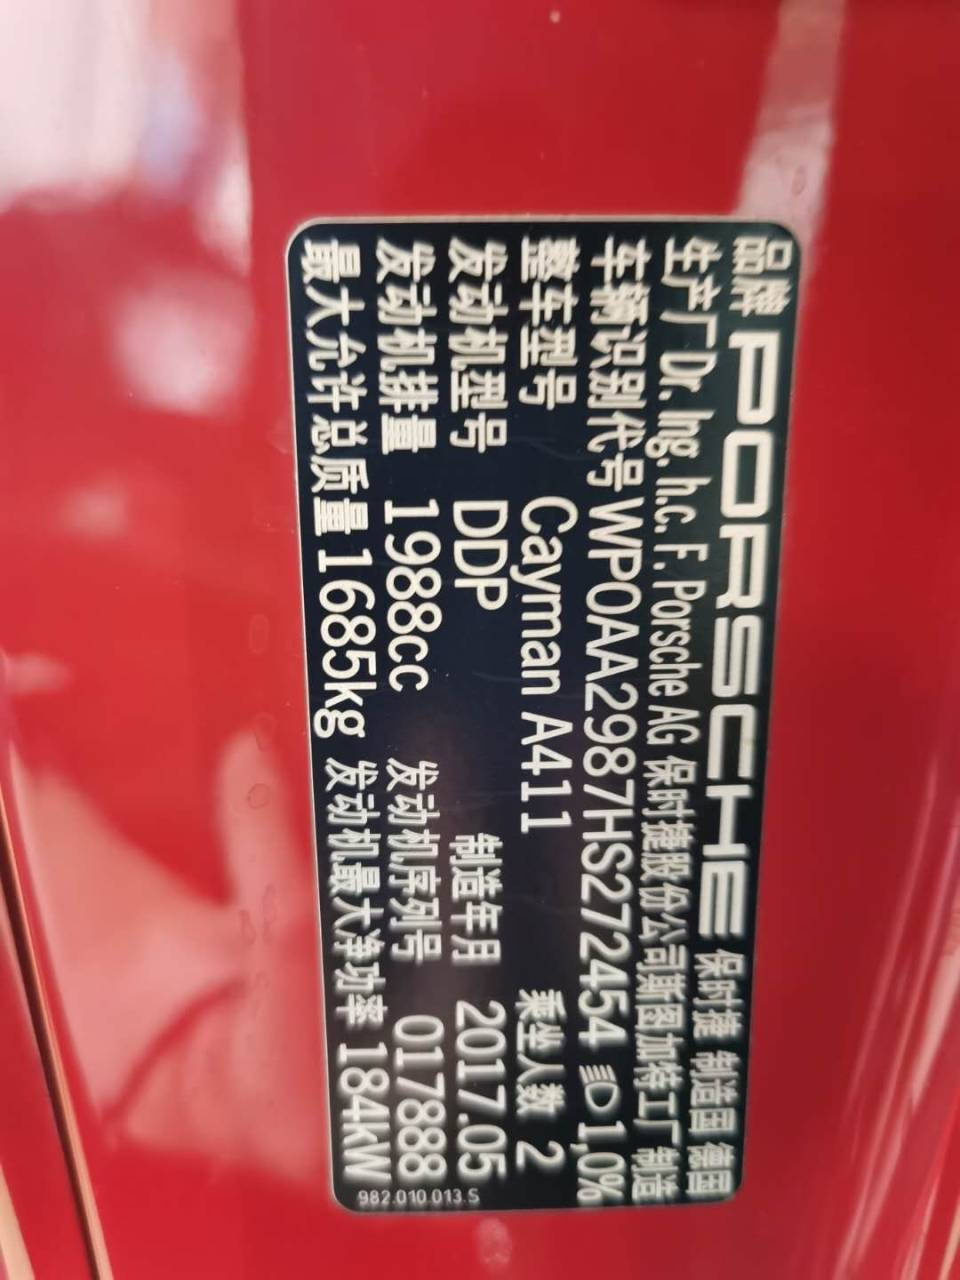 品牌 PORSCHE 保时捷 制造国 德国
生产厂 Dr. Ing. h.c. F. Porsche AG 保时捷股份公司斯图加特工厂 制造
车辆识别代号 WP0AA2987HS272454 1,0%
整车型号 Cayman A411 乘坐人数 2
发动机型号 DDP 制造年月 2017.05
发动机排量 1988cc 发动机序列号 017888
最大允许总质量 1685kg 发动机最大净功率 184kW
982.010.013.S